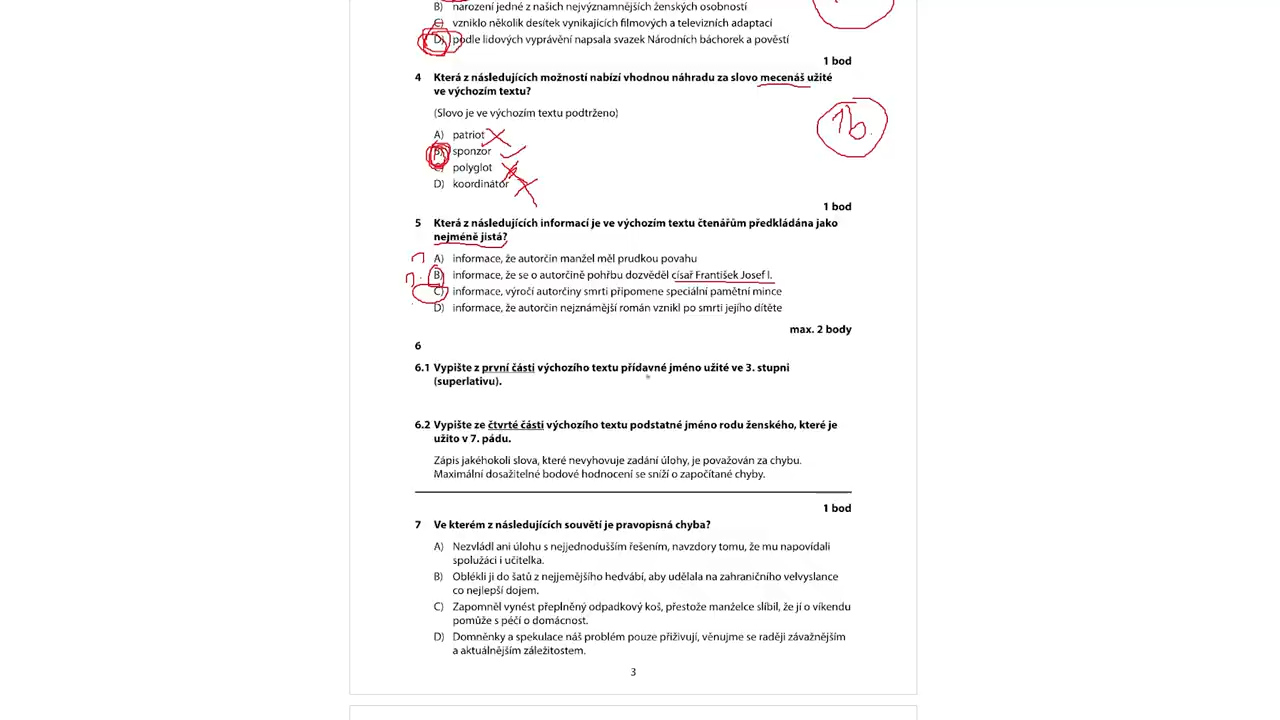 B) narození jedné z našich nejvýznamnějších ženských osobností
C) vzniklo několik desítek vynikajících filmových a televizních adaptací
D) podle lidových vyprávění napsala svazek Národních báchorek a pověstí
1 bod
4 Která z následujících možností nabízí vhodnou náhradu za slovo mecenáš užité
ve výchozím textu?
(Slovo je ve výchozím textu podtrženo)
1b.
A) patriot
B) sponzor
C) polyglot
D) koordinátor
1 bod
5 Která z následujících informací je ve výchozím textu čtenářům předkládána jako
nejméně jistá?
A) informace, že autorčin manžel měl prudkou povahu
B) informace, že se o autorčině pohřbu dozvěděl císař František Josef I.
C) informace, výročí autorčiny smrti připomene speciální pamětní mince
D) informace, že autorčin nejznámější román vznikl po smrti jejího dítěte
max. 2 body
6
6.1 Vypište z první části výchozího textu přídavné jméno užité ve 3. stupni
(superlativu).
6.2 Vypište ze čtvrté části výchozího textu podstatné jméno rodu ženského, které je
užito v 7. pádu.
Zápis jakéhokoli slova, které nevyhovuje zadání úlohy, je považován za chybu.
Maximální dosažitelné bodové hodnocení se sníží o započítané chyby.
1 bod
7 Ve kterém z následujících souvětí je pravopisná chyba?
A) Nezvládl ani úlohu s nejjednodušším řešením, navzdory tomu, že mu napovídali
spolužáci i učitelka.
B) Oblékli ji do šatů z nejjemějšího hedvábí, aby udělala na zahraničního velvyslance
co nejlepší dojem.
C) Zapomněl vynést přeplněný odpadkový koš, přestože manželce slíbil, že jí o víkendu
pomůže s péčí o domácnost.
D) Domněnky a spekulace náš problém pouze přiživují, věnujme se raději závažnějším
a aktuálnějším záležitostem.
3